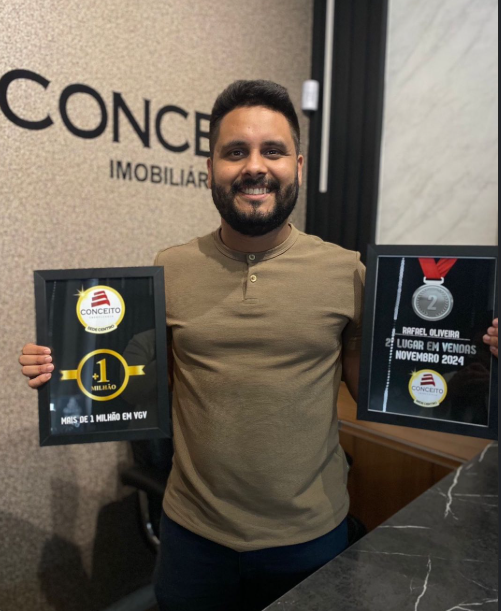 CONCE
IMOBILIÁR
CONCEITO
+1
MILHÃO
MAIS DE 1 MILHÃO EM VGV
2
RAFAEL OLIVEIRA
2º LUGAR EM VENDAS
NOVEMBRO 2024
CONCEITO